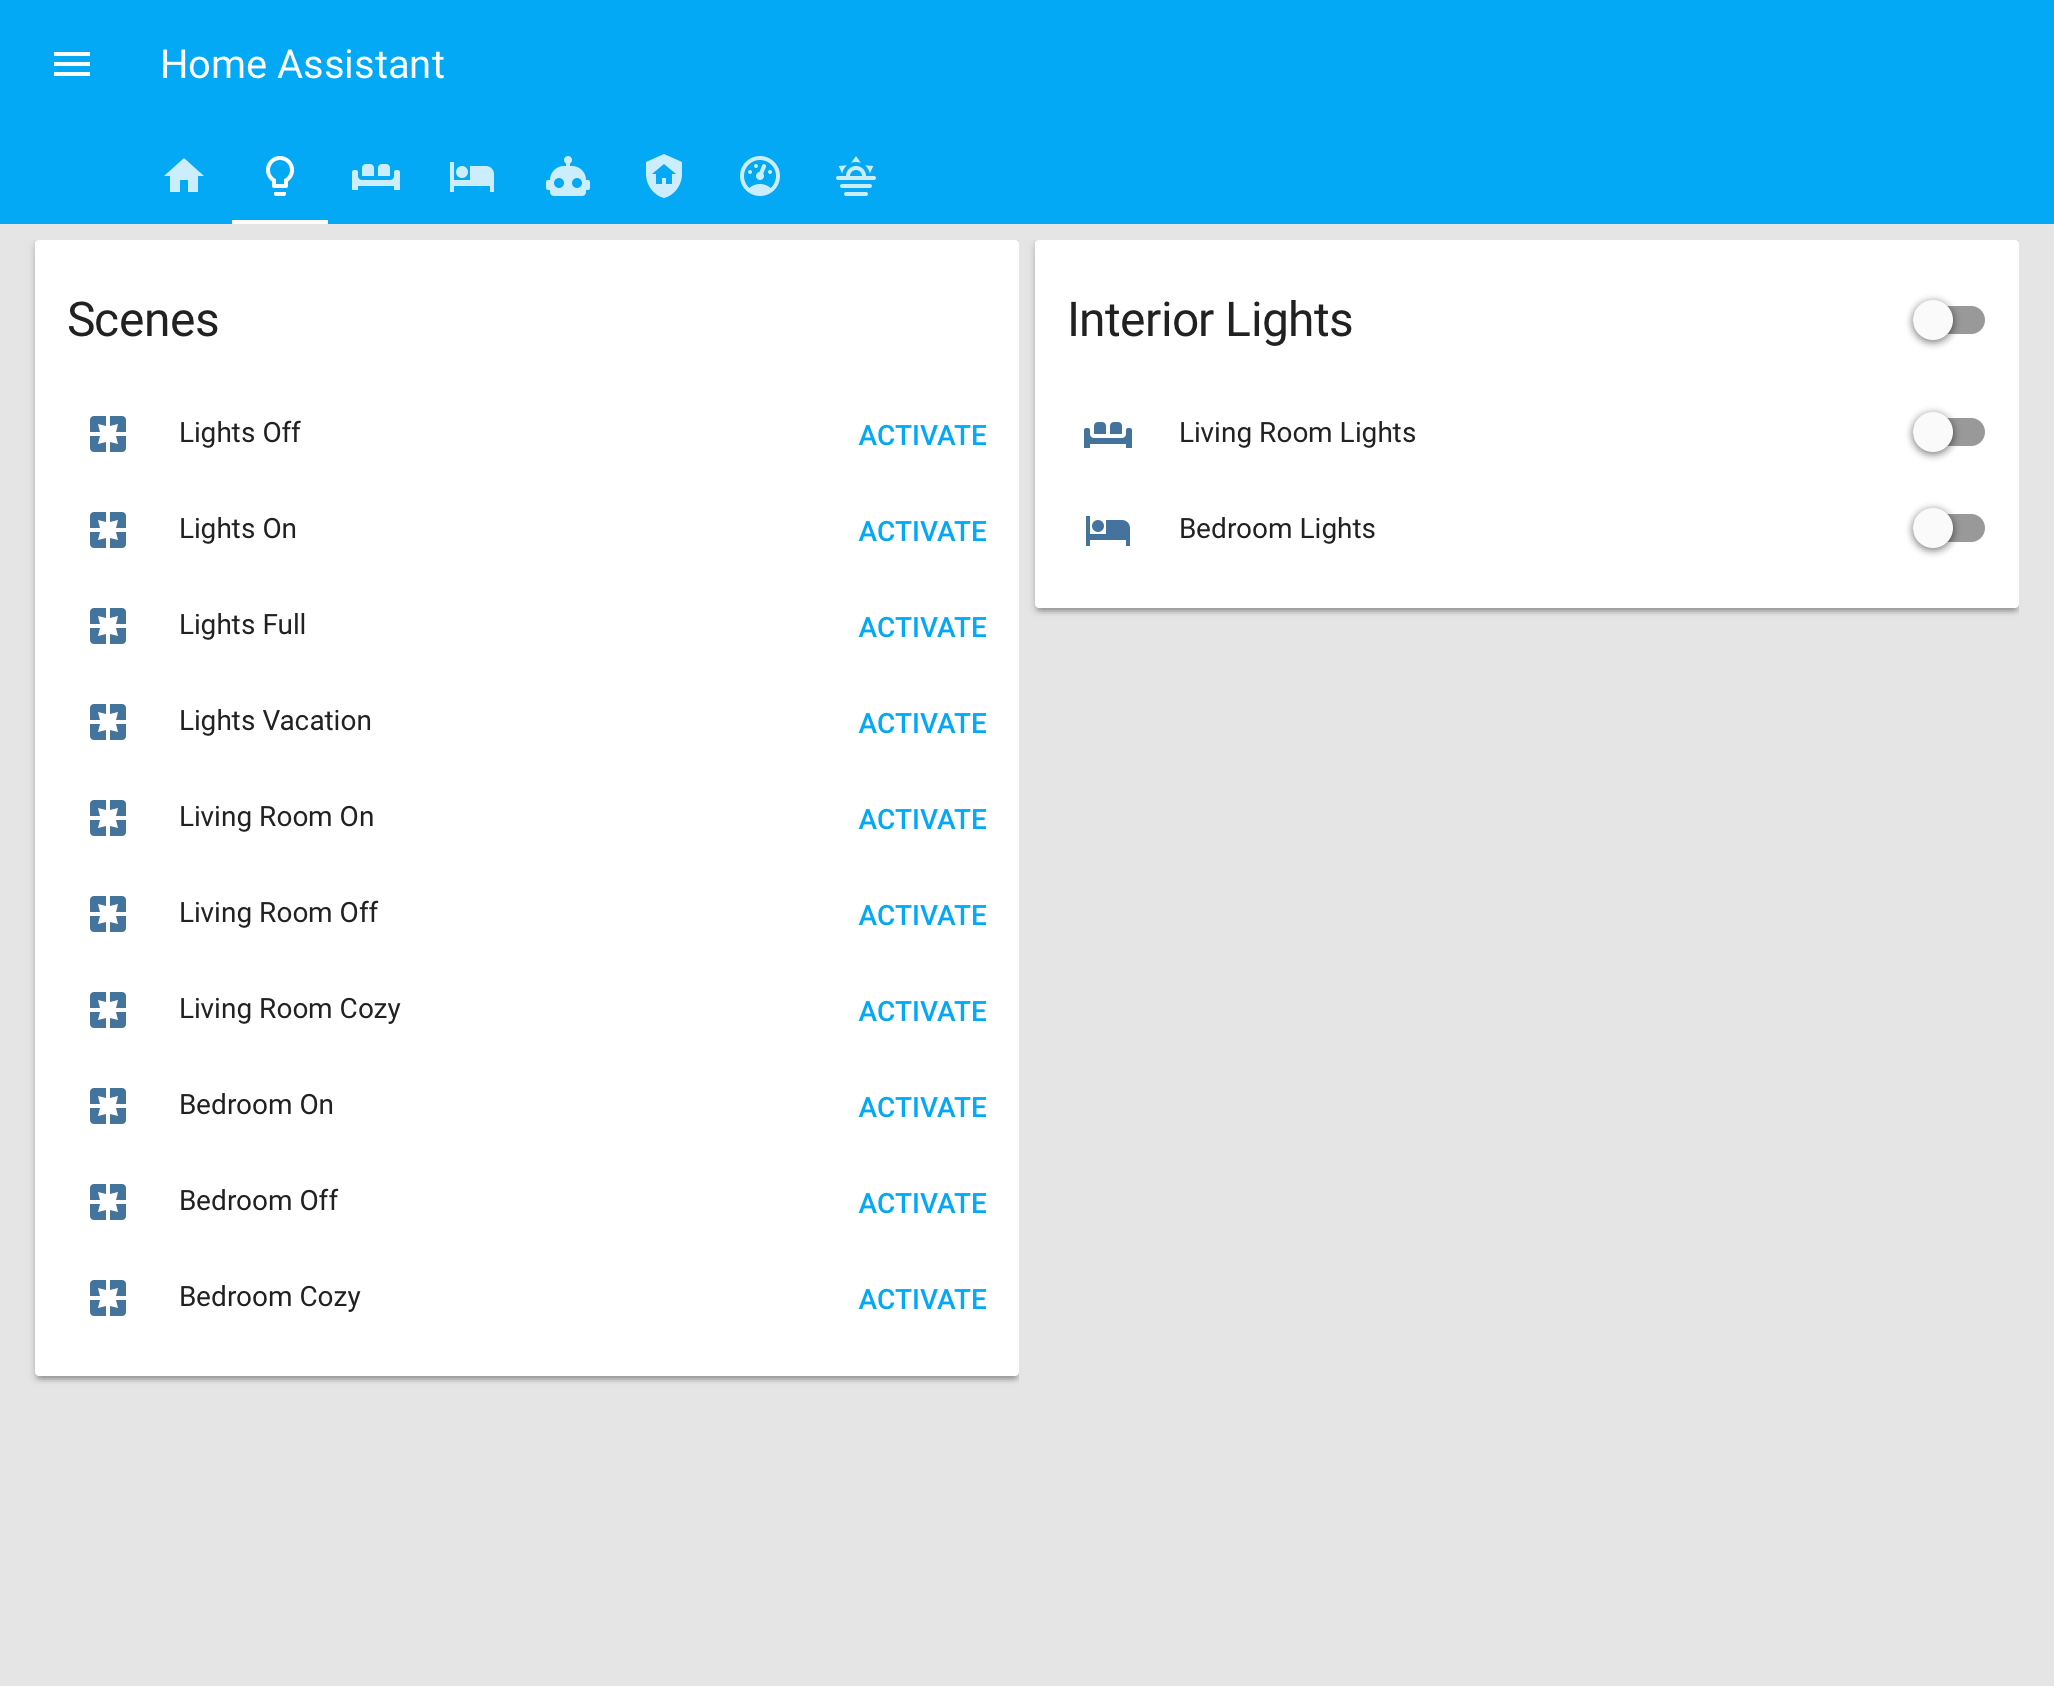 Home Assistant
Scenes
Lights Off ACTIVATE
Lights On ACTIVATE
Lights Full ACTIVATE
Lights Vacation ACTIVATE
Living Room On ACTIVATE
Living Room Off ACTIVATE
Living Room Cozy ACTIVATE
Bedroom On ACTIVATE
Bedroom Off ACTIVATE
Bedroom Cozy ACTIVATE
Interior Lights
Living Room Lights
Bedroom Lights